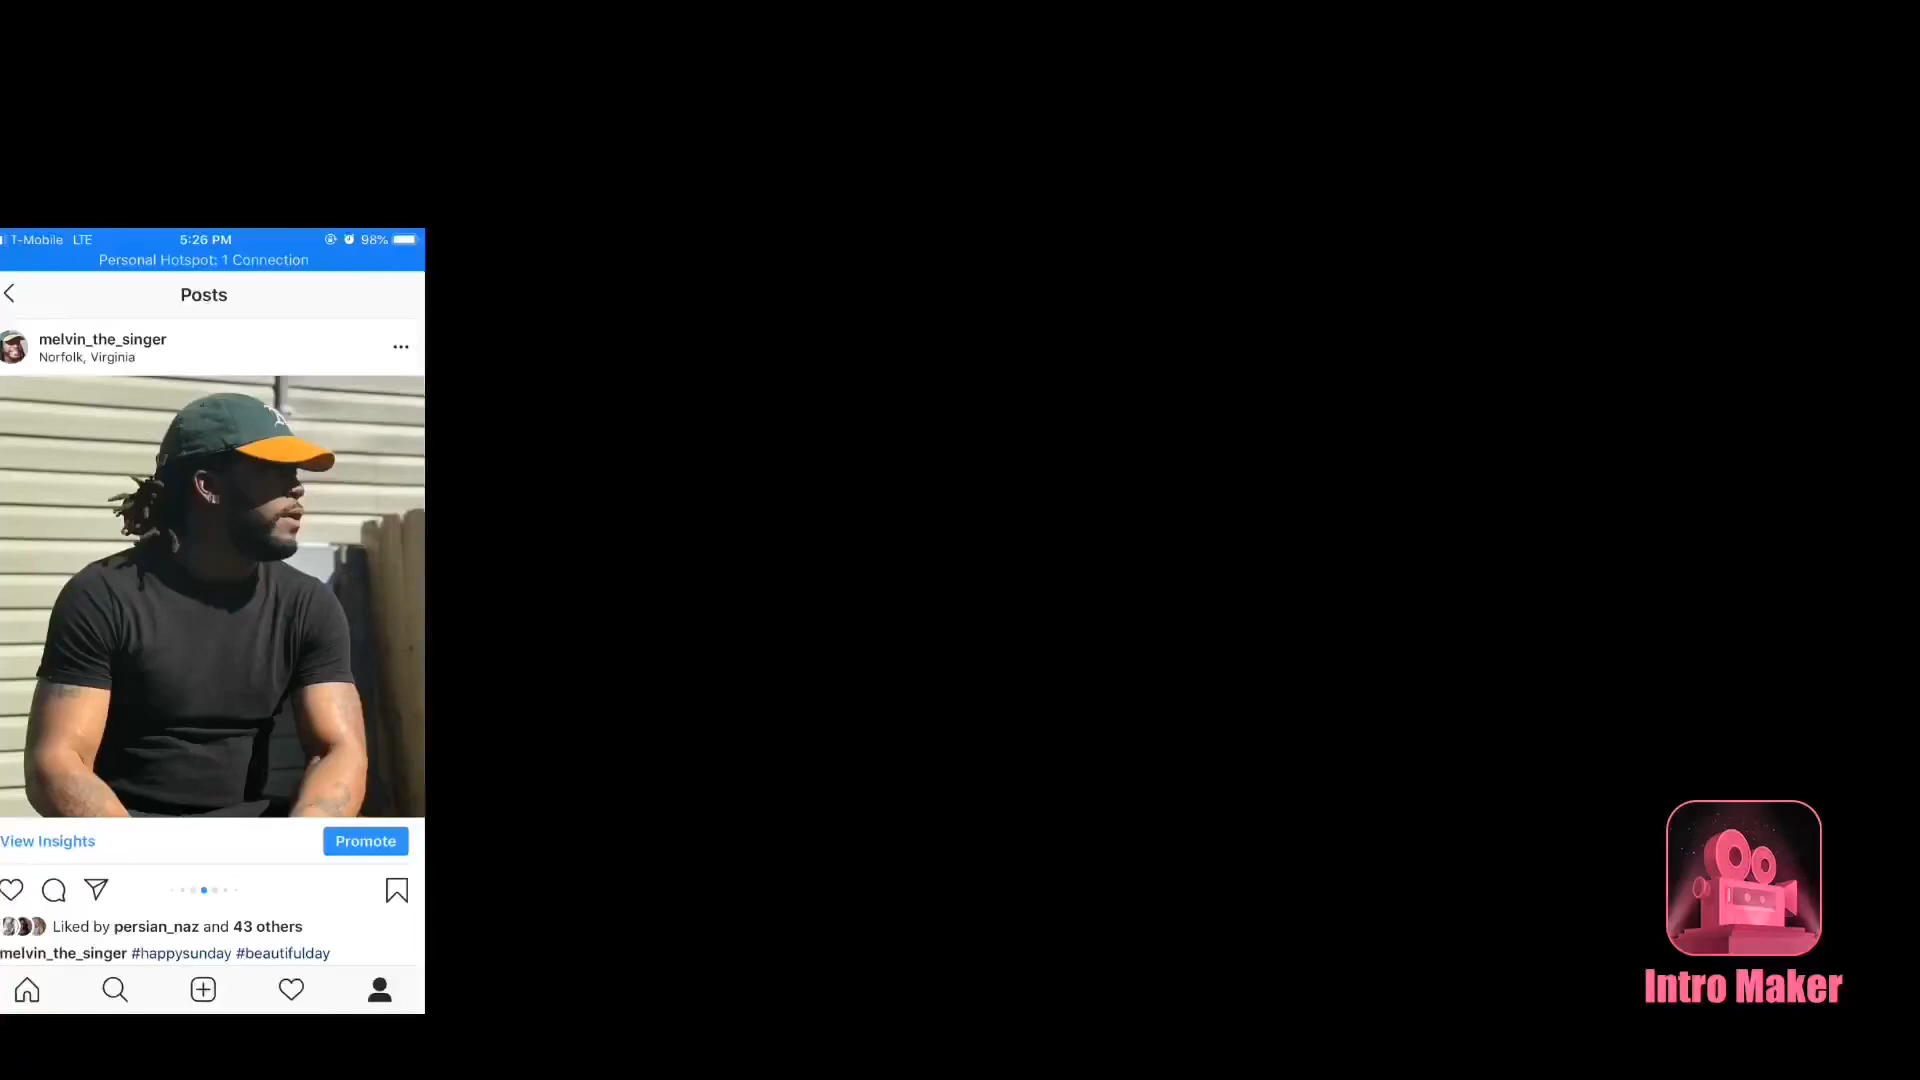 T-Mobile LTE 5:26 PM 98%
Personal Hotspot: 1 Connection
Posts
melvin_the_singer
Norfolk, Virginia
View Insights
Promote
Liked by persian_naz and 43 others
melvin_the_singer #happysunday #beautifulday
Intro Maker